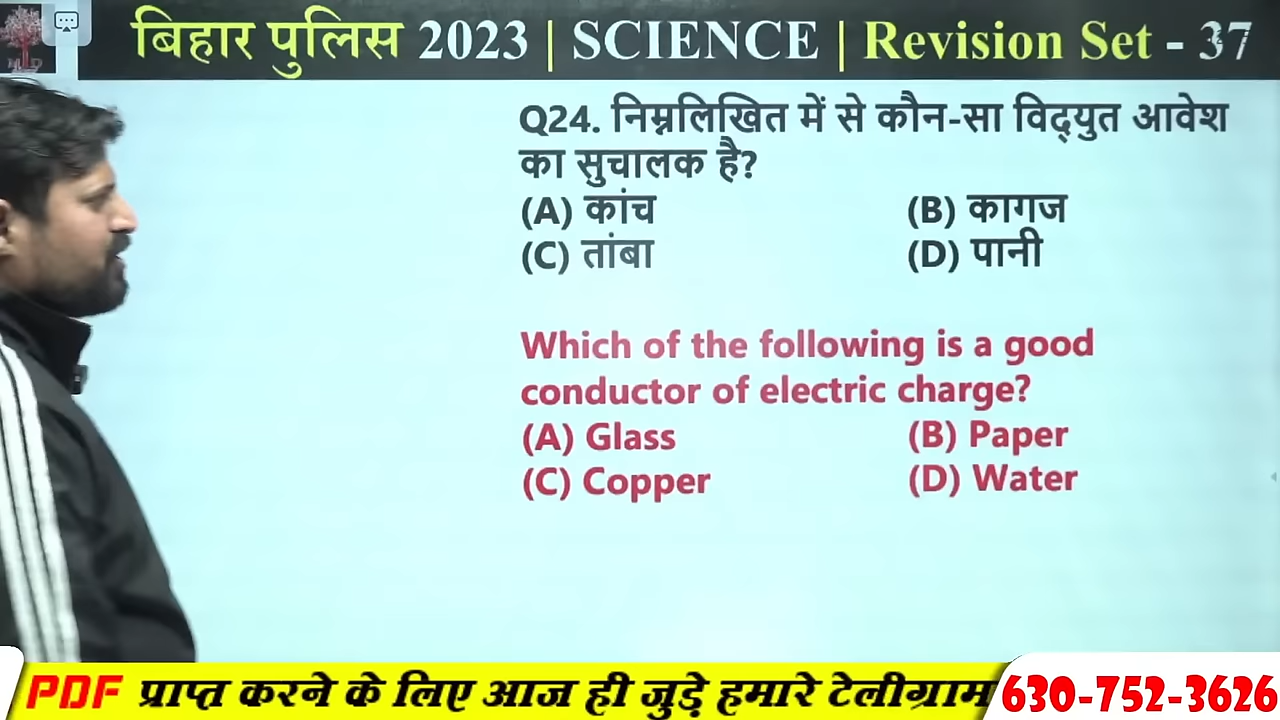 बिहार पुलिस 2023 | SCIENCE | Revision Set - 37
Q24. निम्नलिखित में से कौन-सा विद्युत आवेश
का सुचालक है?
(A) कांच (B) कागज
(C) तांबा (D) पानी
Which of the following is a good
conductor of electric charge?
(A) Glass (B) Paper
(C) Copper (D) Water
PDF प्राप्त करने के लिए आज ही जुड़े हमारे टेलीग्राम 630-752-3626